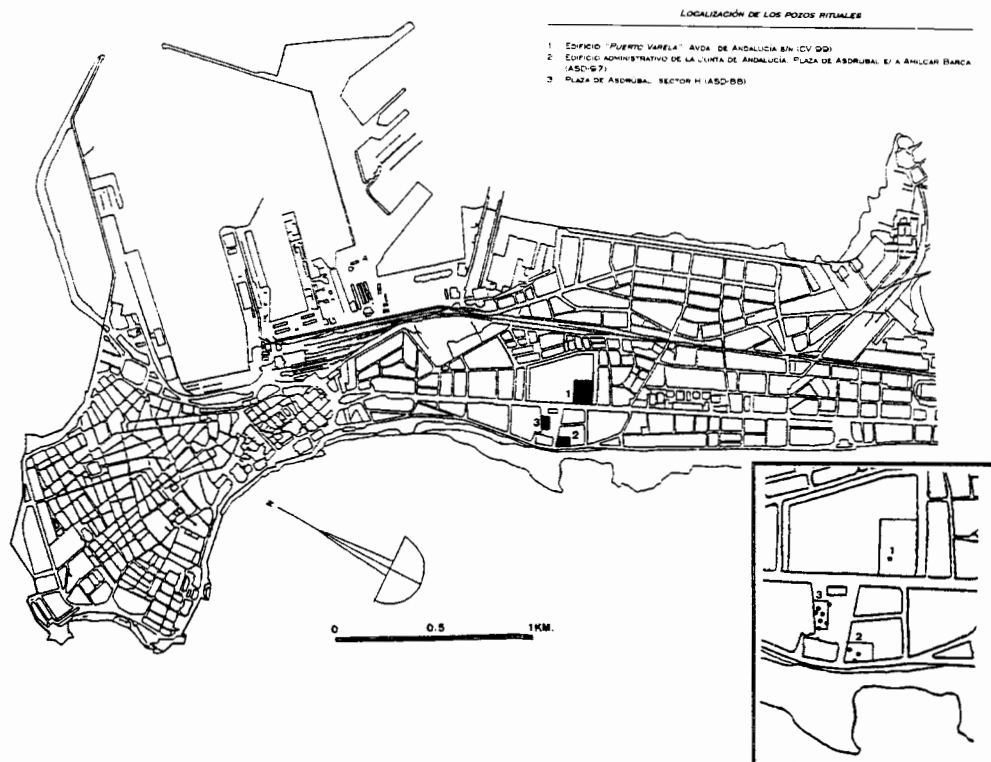 LOCALIZACIÓN DE LOS POZOS RITUALES
1 EDIFICIO "PUERTO VARELA" AVDA. DE ANDALUCÍA S/N (CV 99)
2 EDIFICIO ADMINISTRATIVO DE LA JUNTA DE ANDALUCÍA. PLAZA DE ASDRÚBAL E/ A AMILCAR BARCA
(ASD-97)
3 PLAZA DE ASDRÚBAL. SECTOR H (ASD-88)
1
3
2
N
0 0.5 1KM.
1
3
2